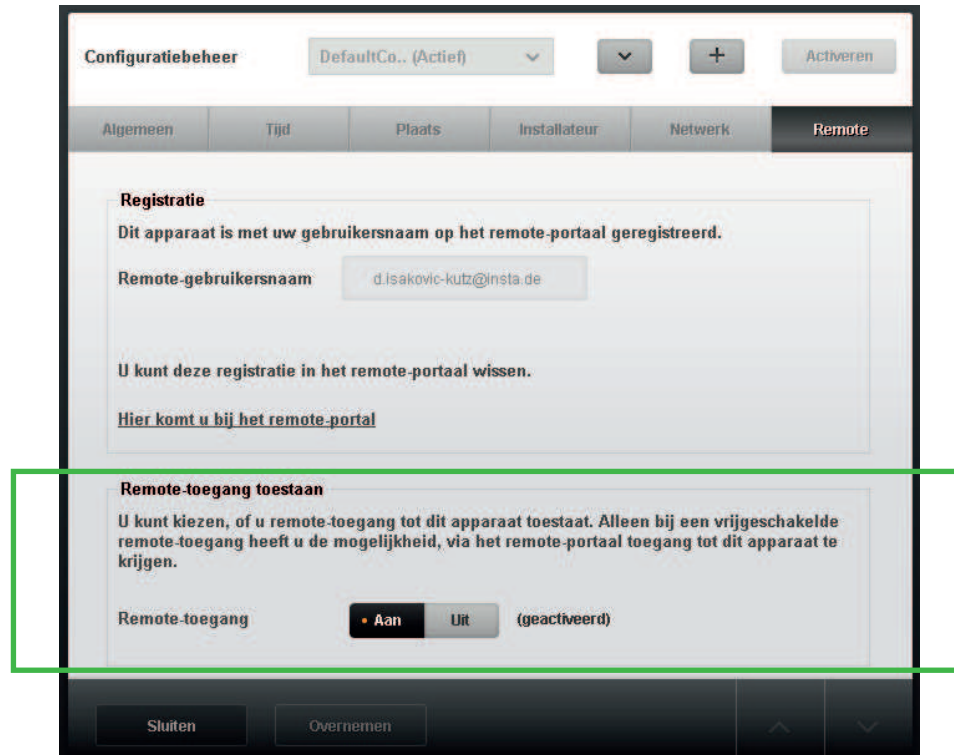 Configuratiebeheer
DefaultCo.. (Actief)
Activeren
Algemeen
Tijd
Plaats
Installateur
Netwerk
Remote
Registratie
Dit apparaat is met uw gebruikersnaam op het remote-portaal geregistreerd.
Remote-gebruikersnaam
d.isakovic-kutz@insta.de
U kunt deze registratie in het remote-portaal wissen.
Hier komt u bij het remote-portal
Remote-toegang toestaan
U kunt kiezen, of u remote-toegang tot dit apparaat toestaat. Alleen bij een vrijgeschakelde
remote-toegang heeft u de mogelijkheid, via het remote-portaal toegang tot dit apparaat te
krijgen.
Remote-toegang
Aan
Uit
(geactiveerd)
Sluiten
Overnemen